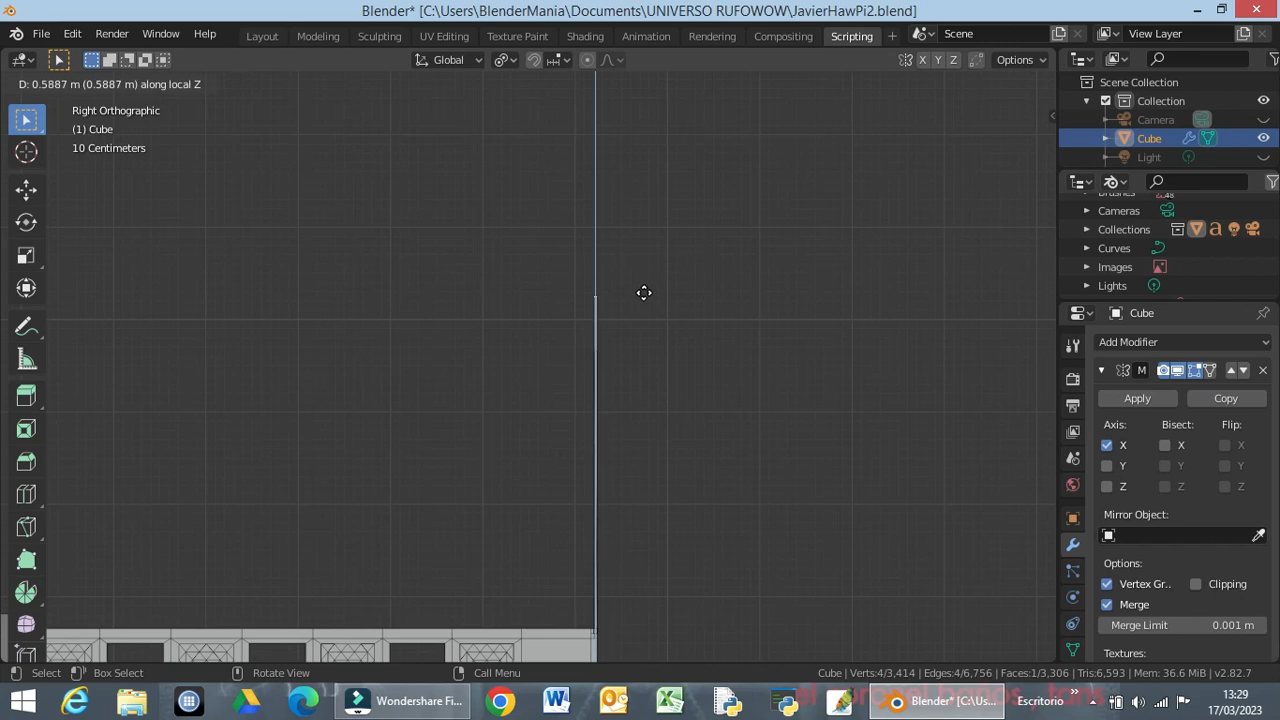 Blender* [C:\Users\BlenderMania\Documents\UNIVERSO RUFOWOW\JavierHawPi2.blend]
File Edit Render Window Help
Layout Modeling Sculpting UV Editing Texture Paint Shading Animation Rendering Compositing Scripting +
Scene View Layer
Global X Y Z Options
D: 0.5887 m (0.5887 m) along local Z
Right Orthographic
(1) Cube
10 Centimeters
Scene Collection
Collection
Camera
Cube
Light
Cameras
Collections
Curves
Images
Lights
Cube
Add Modifier
M
Apply Copy
Axis: Bisect: Flip:
X X X
Y Y Y
Z Z Z
Mirror Object:
Options:
Vertex Gr.. Clipping
Merge
Merge Limit 0.001 m
Textures:
Select Box Select Rotate View Call Menu
Cube | Verts:4/3,414 | Edges:4/6,756 | Faces:1/3,306 | Tris:6,593 | Mem: 36.6 MiB | v2.82.7
Wondershare Fi... Blender* [C:\Us... Escritorio
13:29
17/03/2023